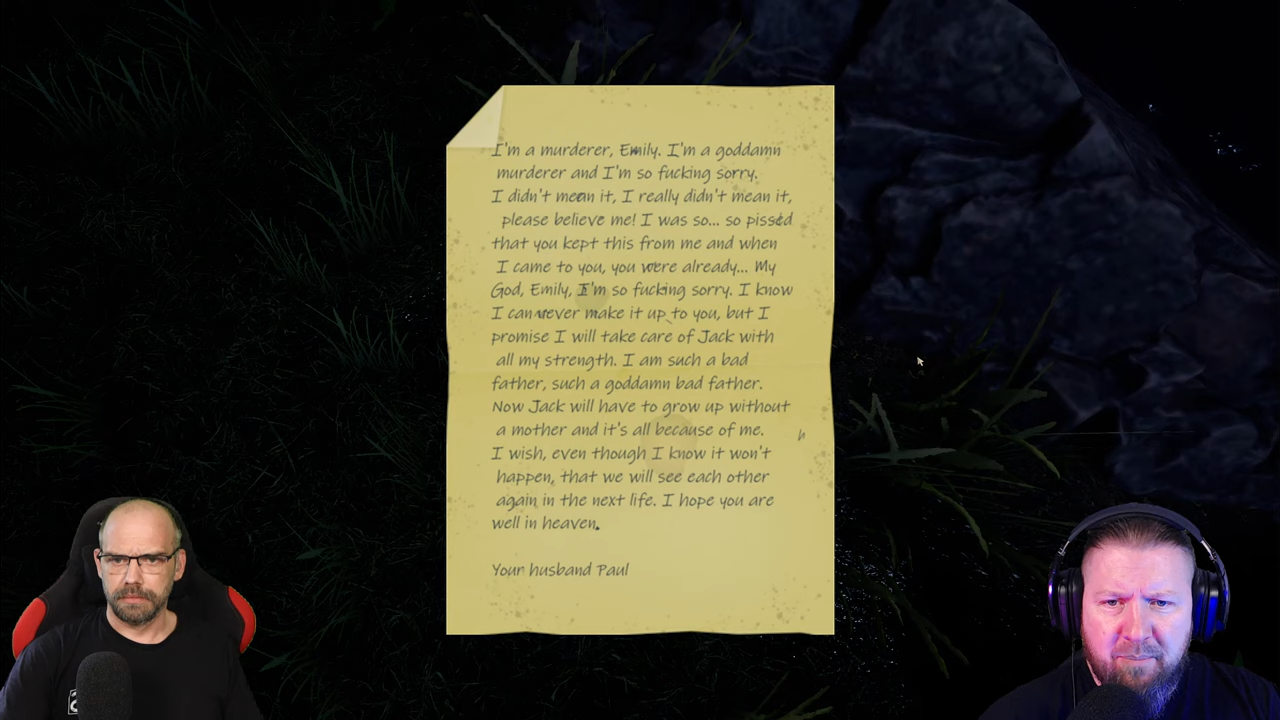 I'm a murderer, Emily. I'm a goddamn
murderer and I'm so fucking sorry.
I didn't mean it, I really didn't mean it,
please believe me! I was so... so pissed
that you kept this from me and when
I came to you, you were already... My
God, Emily, I'm so fucking sorry. I know
I can never make it up to you, but I
promise I will take care of Jack with
all my strength. I am such a bad
father, such a goddamn bad father.
Now Jack will have to grow up without
a mother and it's all because of me.
I wish, even though I know it won't
happen, that we will see each other
again in the next life. I hope you are
well in heaven.
Your husband Paul